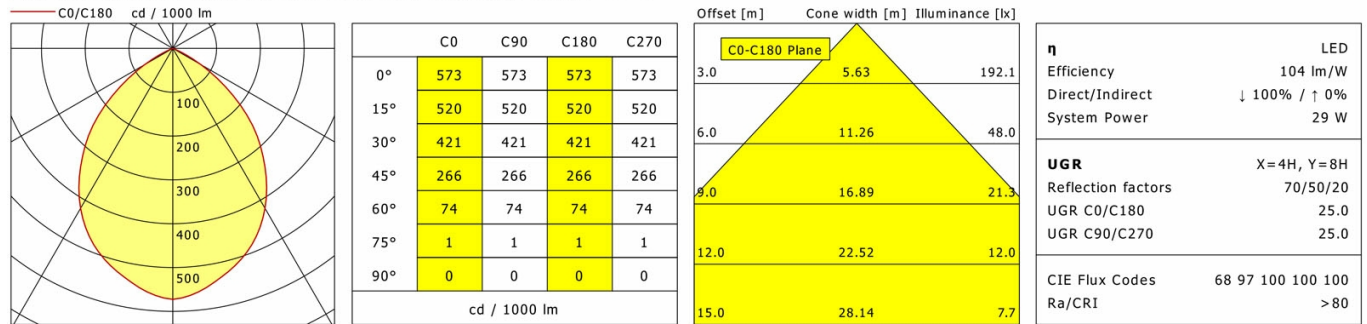 C0/C180 cd / 1000 lm
100
200
300
400
500
C0 C90 C180 C270
0° 573 573 573 573
15° 520 520 520 520
30° 421 421 421 421
45° 266 266 266 266
60° 74 74 74 74
75° 1 1 1 1
90° 0 0 0 0
cd / 1000 lm
Offset [m] Cone width [m] Illuminance [lx]
C0-C180 Plane
3.0 5.63 192.1
6.0 11.26 48.0
9.0 16.89 21.3
12.0 22.52 12.0
15.0 28.14 7.7
η LED
Efficiency 104 lm/W
Direct/Indirect ↓ 100% / ↑ 0%
System Power 29 W
UGR X=4H, Y=8H
Reflection factors 70/50/20
UGR C0/C180 25.0
UGR C90/C270 25.0
CIE Flux Codes 68 97 100 100 100
Ra/CRI >80